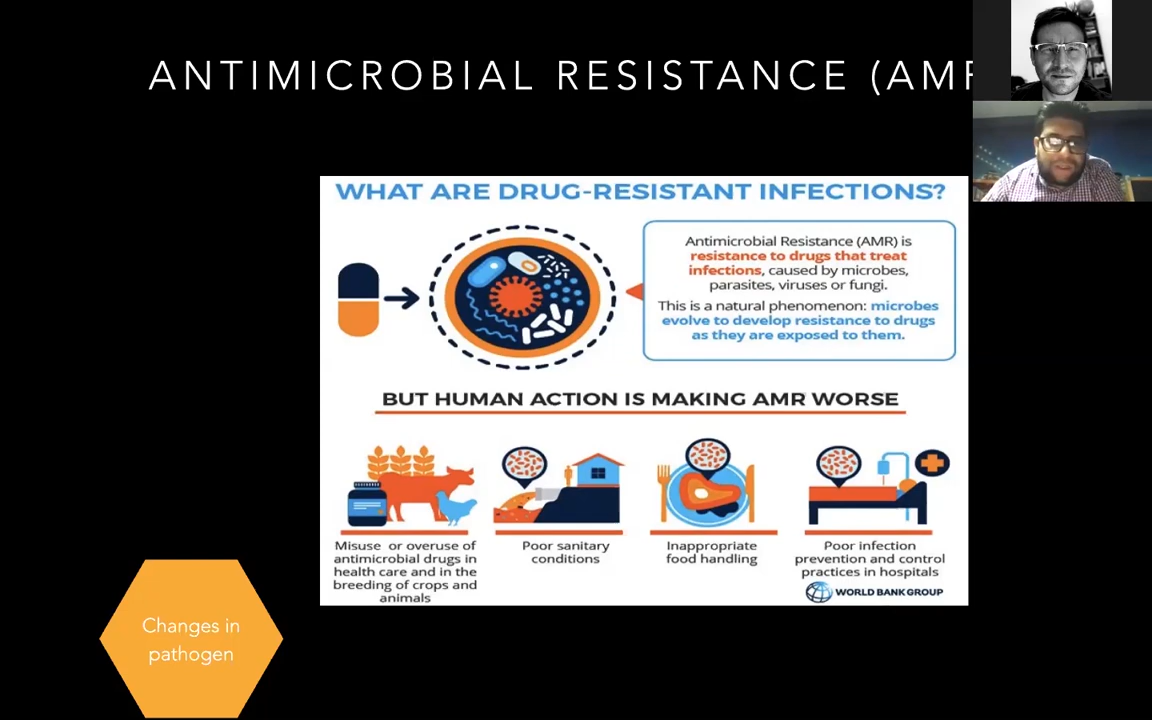 ANTIMICROBIAL RESISTANCE (AMR
WHAT ARE DRUG-RESISTANT INFECTIONS?
Antimicrobial Resistance (AMR) is
resistance to drugs that treat
infections, caused by microbes,
parasites, viruses or fungi.
This is a natural phenomenon: microbes
evolve to develop resistance to drugs
as they are exposed to them.
BUT HUMAN ACTION IS MAKING AMR WORSE
Misuse or overuse of
antimicrobial drugs in
health care and in the
breeding of crops and
animals
Poor sanitary
conditions
Inappropriate
food handling
Poor infection
prevention and control
practices in hospitals
WORLD BANK GROUP
Changes in
pathogen